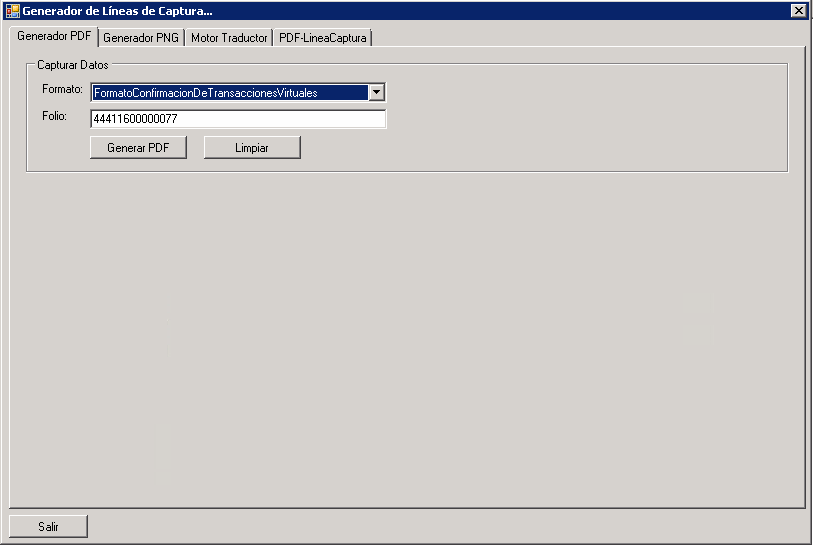 Generador de Líneas de Captura...
Generador PDF
Generador PNG
Motor Traductor
PDF-LineaCaptura
Capturar Datos
Formato:
FormatoConfirmacionDeTransaccionesVirtuales
Folio:
44411600000077
Generar PDF
Limpiar
Salir